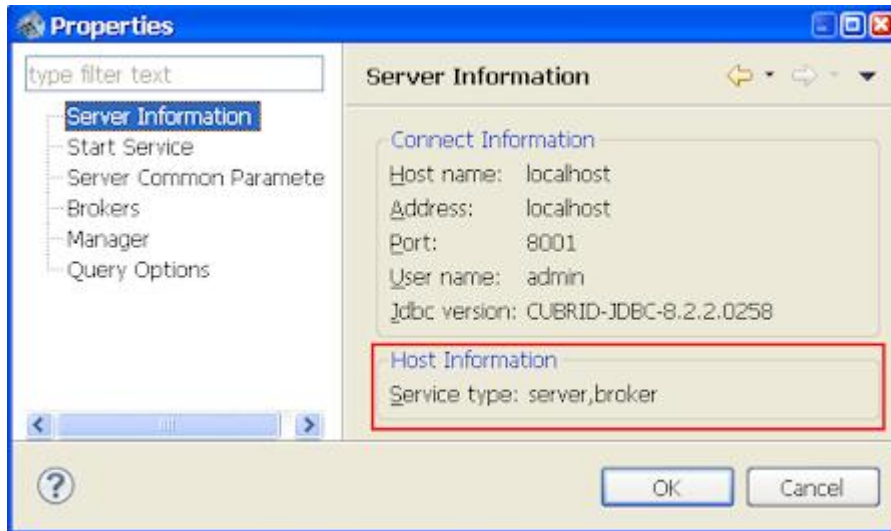 Properties
type filter text
Server Information
Start Service
Server Common Paramete
Brokers
Manager
Query Options
Server Information
Connect Information
Host name: localhost
Address: localhost
Port: 8001
User name: admin
Jdbc version: CUBRID-JDBC-8.2.2.0258
Host Information
Service type: server,broker
?
OK
Cancel